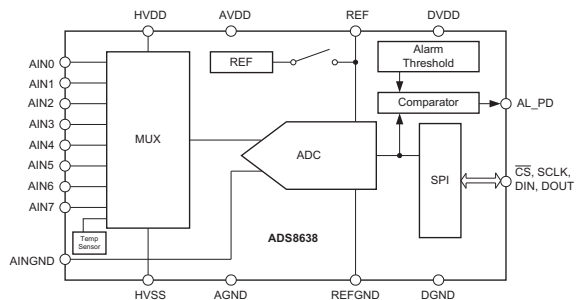 HVDD AVDD REF DVDD
AIN0
AIN1
AIN2
AIN3
AIN4
AIN5
AIN6
AIN7
AINGND
MUX
Temp
Sensor
REF
ADC
ADS8638
Alarm
Threshold
Comparator
SPI
AL_PD
CS, SCLK,
DIN, DOUT
HVSS AGND REFGND DGND